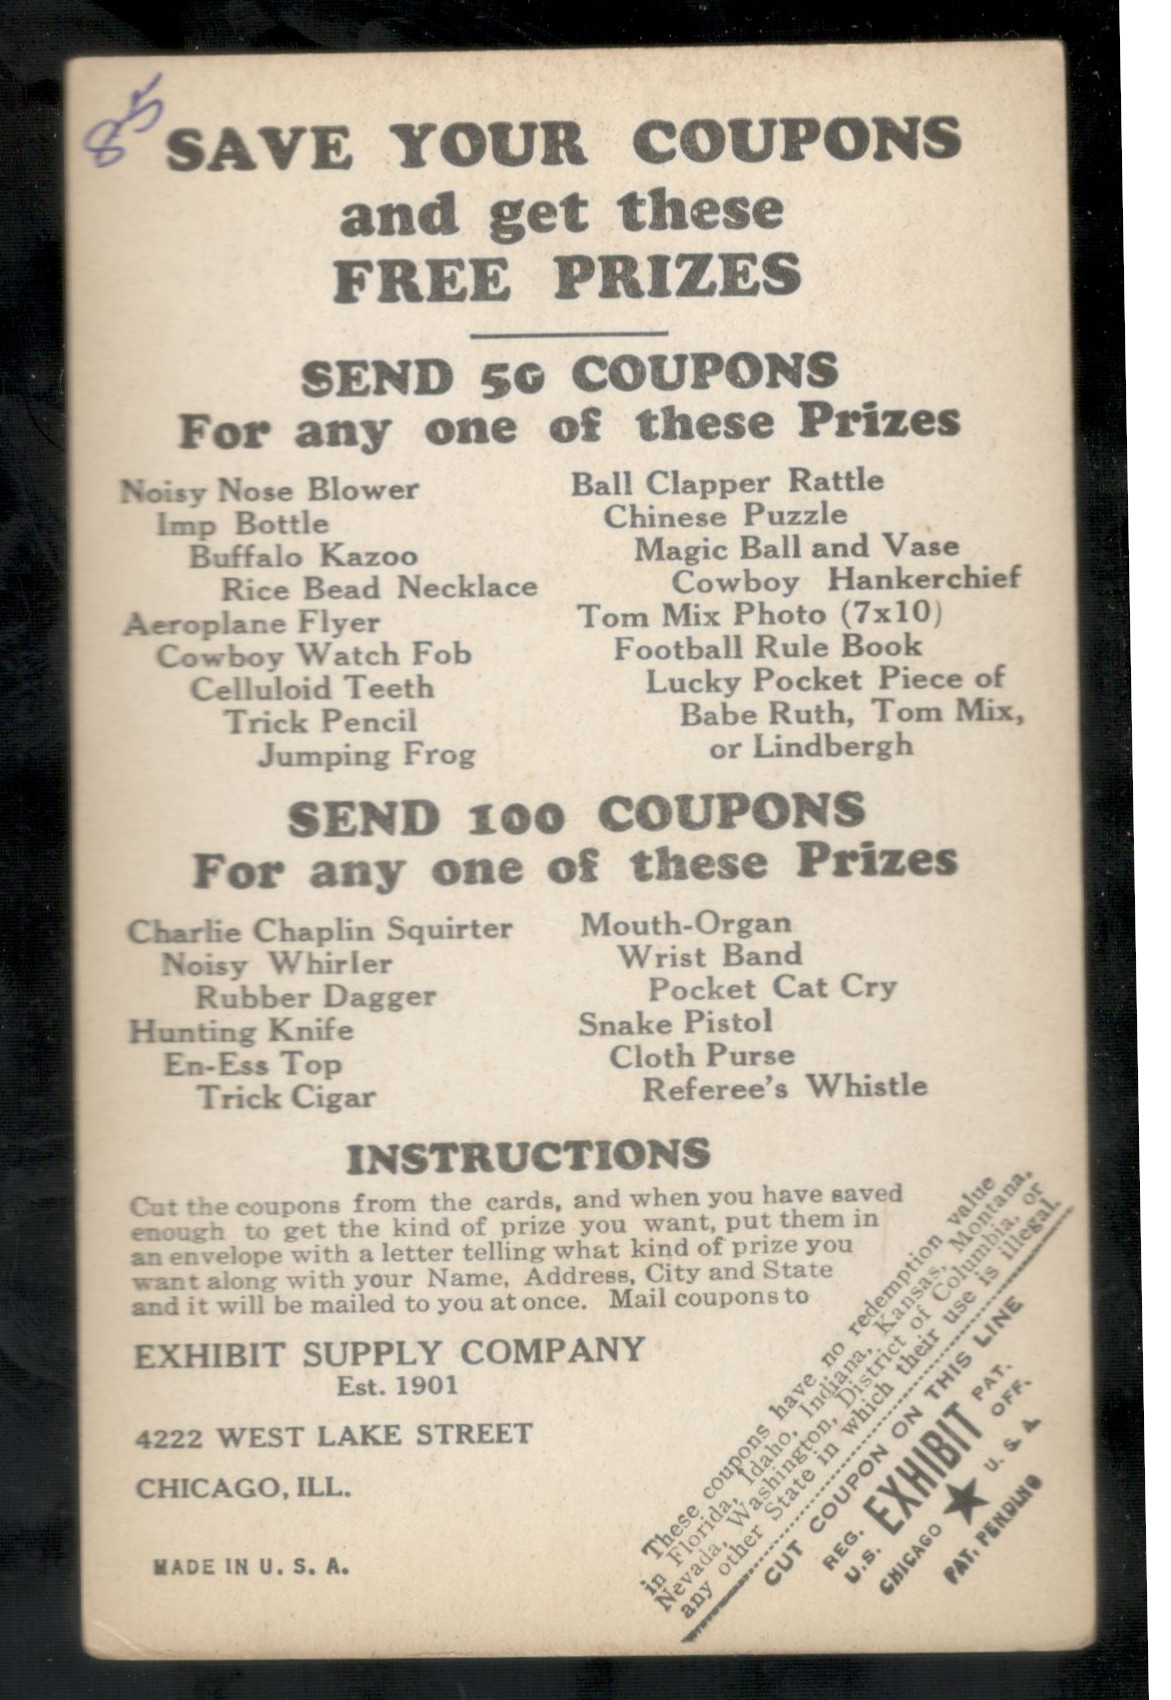 85
SAVE YOUR COUPONS
and get these
FREE PRIZES
SEND 50 COUPONS
For any one of these Prizes
Noisy Nose Blower
Imp Bottle
Buffalo Kazoo
Rice Bead Necklace
Aeroplane Flyer
Cowboy Watch Fob
Celluloid Teeth
Trick Pencil
Jumping Frog
Ball Clapper Rattle
Chinese Puzzle
Magic Ball and Vase
Cowboy Hankerchief
Tom Mix Photo (7x10)
Football Rule Book
Lucky Pocket Piece of
Babe Ruth, Tom Mix,
or Lindbergh
SEND 100 COUPONS
For any one of these Prizes
Charlie Chaplin Squirter
Noisy Whirler
Rubber Dagger
Hunting Knife
En-Ess Top
Trick Cigar
Mouth-Organ
Wrist Band
Pocket Cat Cry
Snake Pistol
Cloth Purse
Referee's Whistle
INSTRUCTIONS
Cut the coupons from the cards, and when you have saved
enough to get the kind of prize you want, put them in
an envelope with a letter telling what kind of prize you
want along with your Name, Address, City and State
and it will be mailed to you at once. Mail coupons to
EXHIBIT SUPPLY COMPANY
Est. 1901
4222 WEST LAKE STREET
CHICAGO, ILL.
MADE IN U. S. A.
These coupons have no redemption value
in Florida, Idaho, Indiana, Kansas, Montana,
Nevada, Washington, District of Columbia, or
any other State in which their use is illegal.
CUT COUPON ON THIS LINE
REG. EXHIBIT PAT.
U.S. OFF.
CHICAGO ★ U. S. A.
PAT. PENDING